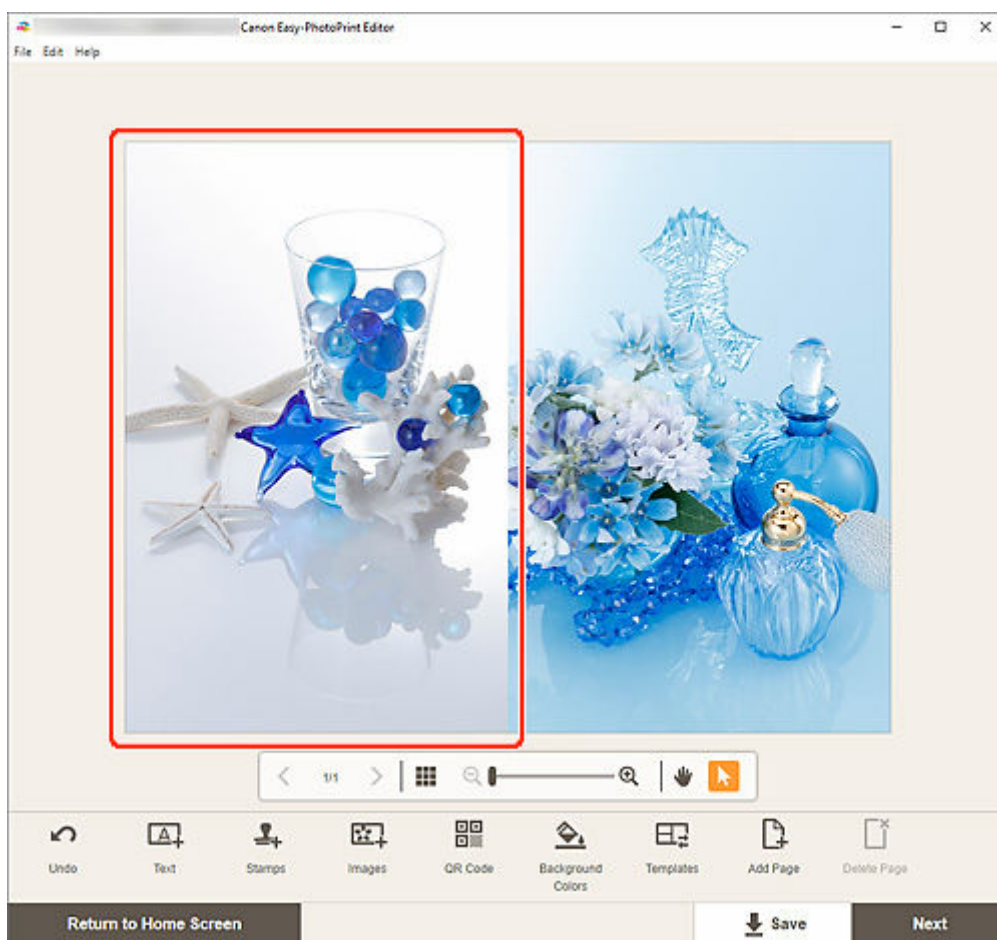 Canon Easy-PhotoPrint Editor
File Edit Help
1/1
Undo
Text
Stamps
Images
QR Code
Background
Colors
Templates
Add Page
Delete Page
Return to Home Screen
Save
Next